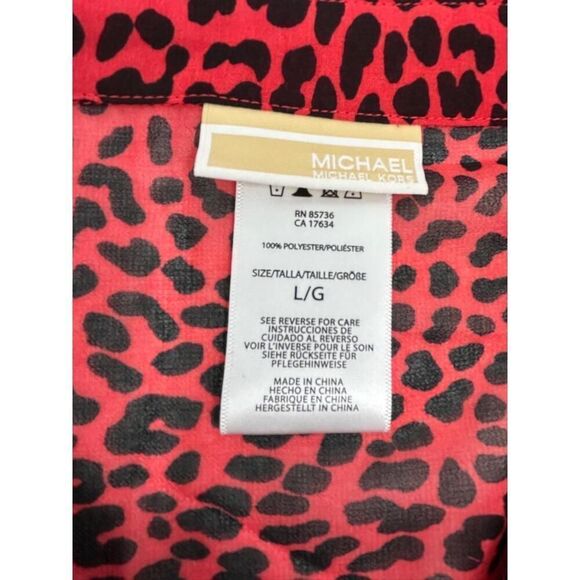 MICHAEL
MICHAEL KORS
RN 85736
CA 17634
100% POLYESTER/POLIÉSTER
SIZE/TALLA/TAILLE/GRÖßE
L/G
SEE REVERSE FOR CARE
INSTRUCCIONES DE
CUIDADO AL REVERSO
VOIR L'INVERSE POUR LE SOIN
SIEHE RÜCKSEITE FÜR
PFLEGEHINWEISE
MADE IN CHINA
HECHO EN CHINA
FABRIQUE EN CHINE
HERGESTELLT IN CHINA